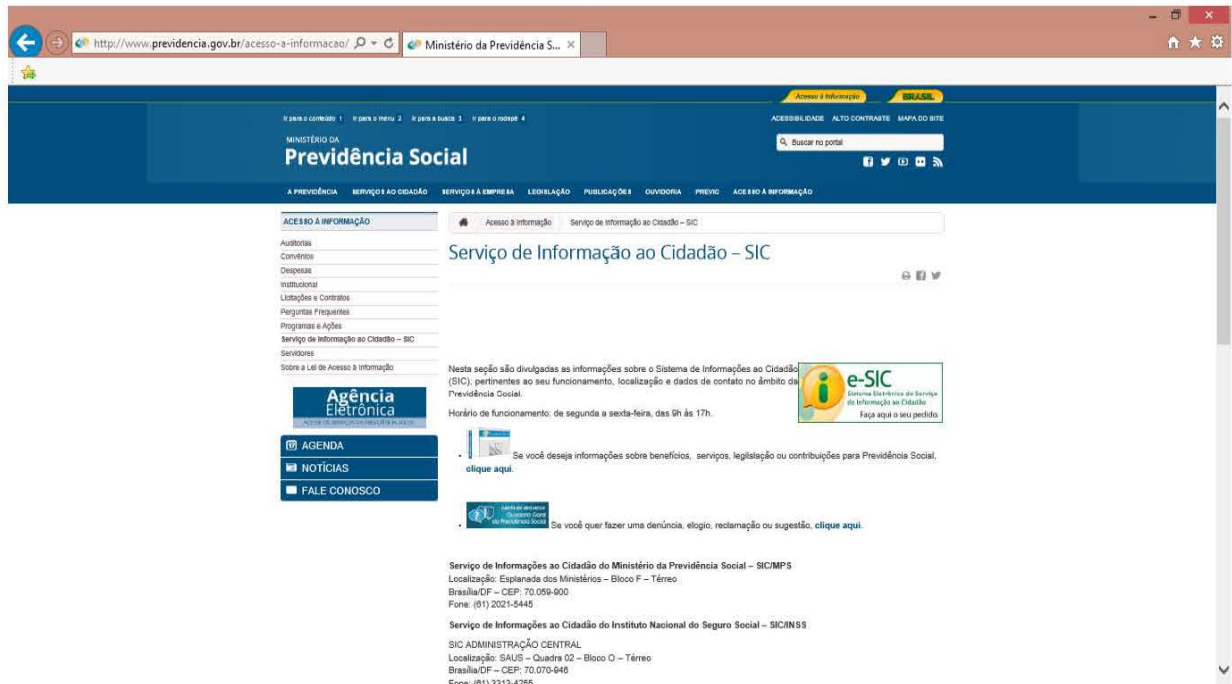 http://www.previdencia.gov.br/acesso-a-informacao/
Ministério da Previdência S...
Acesso à Informação
BRASIL
Ir para o conteúdo 1 Ir para o menu 2 Ir para a busca 3 Ir para o rodapé 4
ACESSIBILIDADE ALTO CONTRASTE MAPA DO SITE
MINISTÉRIO DA
Previdência Social
Buscar no portal
A PREVIDÊNCIA SERVIÇOS AO CIDADÃO SERVIÇOS À EMPRESA LEGISLAÇÃO PUBLICAÇÕES OUVIDORIA PREVIC ACESSO À INFORMAÇÃO
ACESSO À INFORMAÇÃO
Auditorias
Convênios
Despesas
Institucional
Licitações e Contratos
Perguntas Frequentes
Programas e Ações
Serviço de Informação ao Cidadão – SIC
Servidores
Sobre a Lei de Acesso à Informação
Agência
Eletrônica
AGENDA
NOTÍCIAS
FALE CONOSCO
Acesso à Informação Serviço de Informação ao Cidadão – SIC
Serviço de Informação ao Cidadão – SIC
Nesta seção são divulgadas as informações sobre o Sistema de Informações ao Cidadão
(SIC), pertinentes ao seu funcionamento, localização e dados de contato no âmbito da
Previdência Social.
e-SIC
Sistema Eletrônico do Serviço
de Informação ao Cidadão
Faça aqui o seu pedido.
Horário de funcionamento: de segunda a sexta-feira, das 9h às 17h.
Se você deseja informações sobre benefícios, serviços, legislação ou contribuições para Previdência Social,
clique aqui.
Ouvidoria Geral
da Previdência Social
Se você quer fazer uma denúncia, elogio, reclamação ou sugestão, clique aqui.
Serviço de Informações ao Cidadão do Ministério da Previdência Social – SIC/MPS
Localização: Esplanada dos Ministérios – Bloco F – Térreo
Brasília/DF – CEP: 70.059-900
Fone: (61) 2021-5445
Serviço de Informações ao Cidadão do Instituto Nacional do Seguro Social – SIC/INSS
SIC ADMINISTRAÇÃO CENTRAL
Localização: SAUS – Quadra 02 – Bloco O – Térreo
Brasília/DF – CEP: 70.070-946
Fone: (61) 3313-4255